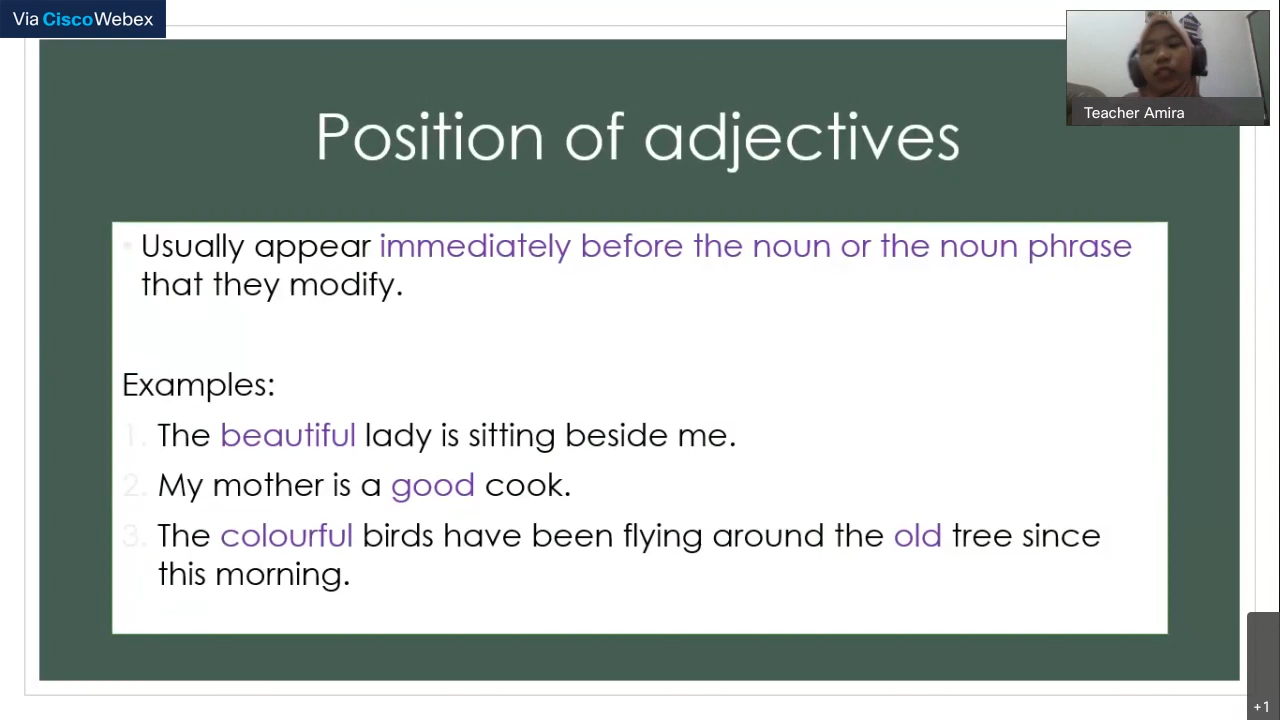 Via CiscoWebex
Teacher Amira
Position of adjectives
Usually appear immediately before the noun or the noun phrase
that they modify.
Examples:
1. The beautiful lady is sitting beside me.
2. My mother is a good cook.
3. The colourful birds have been flying around the old tree since
this morning.
+1